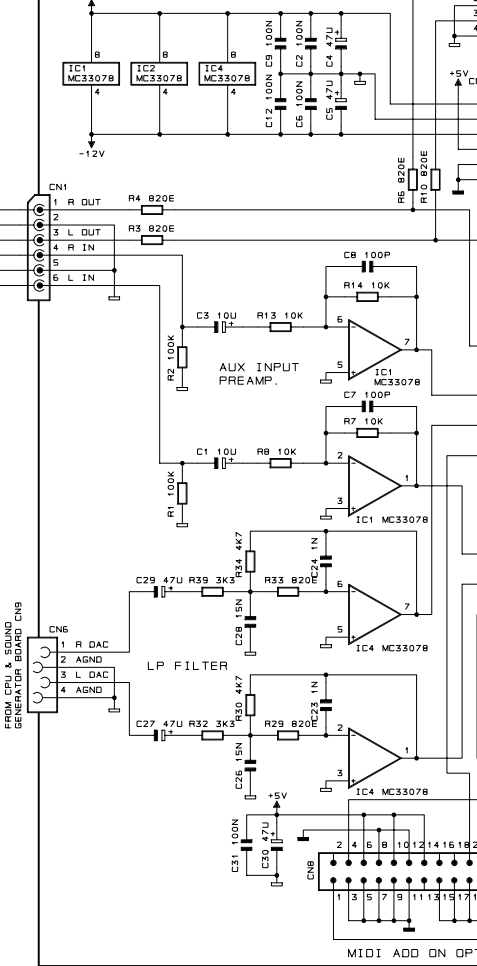 8 8 8
IC1 IC2 IC4
MC33078 MC33078 MC33078
4 4 4
C9 100N
C2 100N
C4 47U
+
C12 100N
C6 100N
C5 47U
+
-12V
+5V
R6 820E
R10 820E
CN1
1 R OUT
2
3 L OUT
4 R IN
5
6 L IN
R4 820E
R3 820E
C8 100P
R14 10K
C3 10U
+
R13 10K
6
7
5
-
+
R2 100K
AUX INPUT
PREAMP.
IC1
MC33078
C7 100P
R7 10K
C1 10U
+
R8 10K
2
1
3
-
+
R1 100K
IC1 MC33078
R34 4K7
C24 1N
C29 47U
+
R39 3K3
R33 820E
6
7
5
-
+
C28 15N
IC4 MC33078
FROM CPU & SOUND
GENERATOR BOARD CN9
CN6
1 R DAC
2 AGND
3 L DAC
4 AGND
LP FILTER
R30 4K7
C23 1N
C27 47U
+
R32 3K3
R29 820E
2
1
3
-
+
C26 15N
IC4 MC33078
+5V
C31 100N
C30 47U
+
CN8
2 4 6 8 10 12 14 16 18
1 3 5 7 9 11 13 15 17
MIDI ADD ON OPT